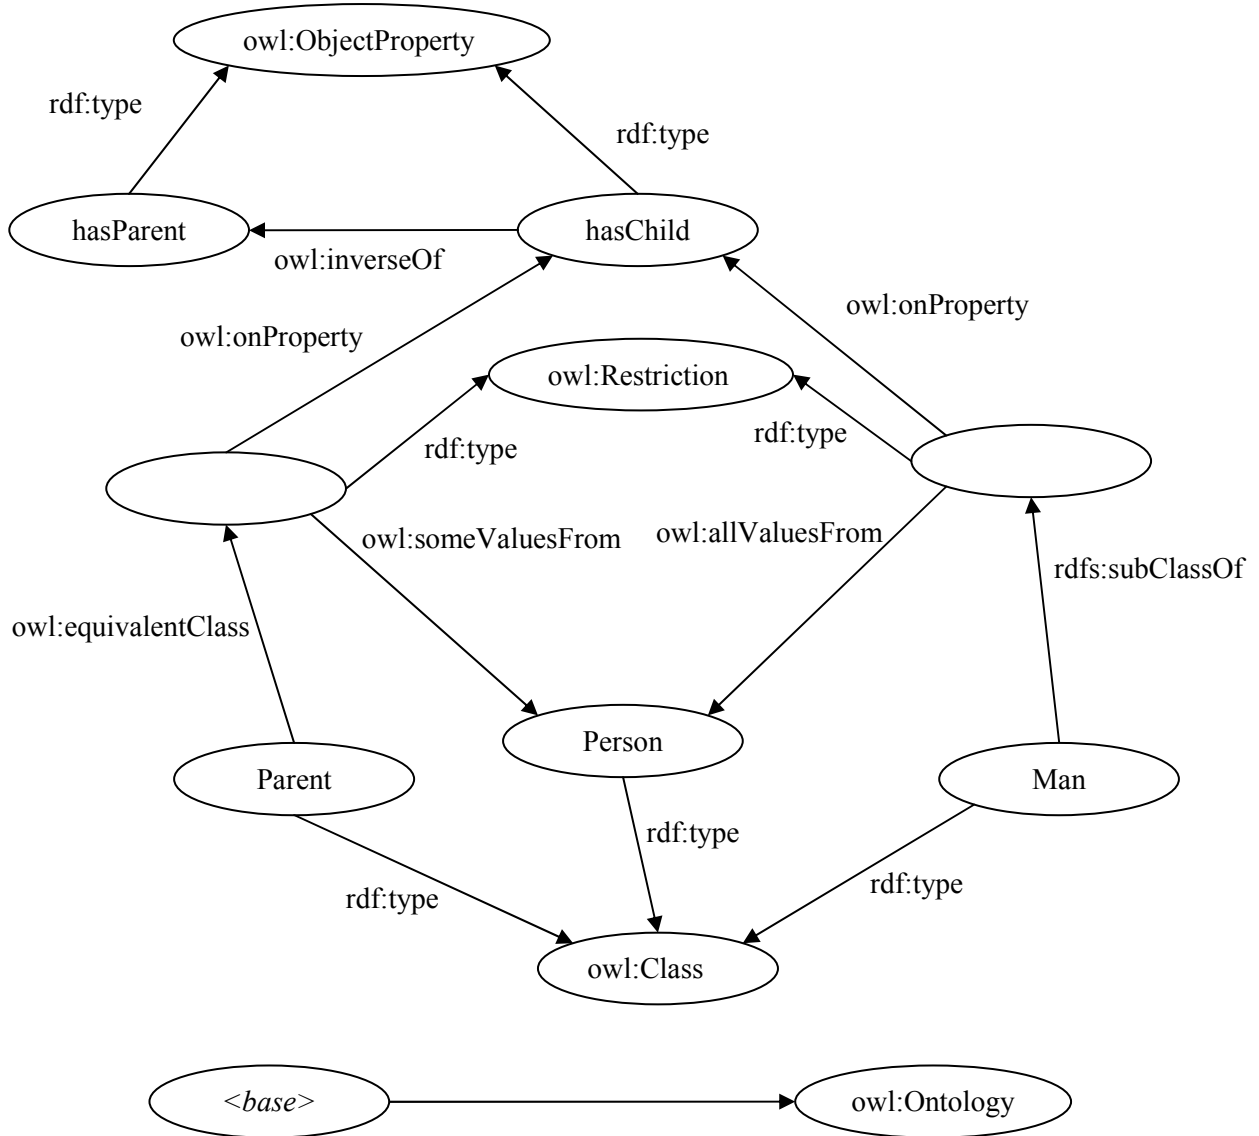 owl:ObjectProperty
rdf:type
rdf:type
hasParent
hasChild
owl:inverseOf
owl:onProperty
owl:onProperty
owl:Restriction
rdf:type
rdf:type
owl:someValuesFrom
owl:allValuesFrom
rdfs:subClassOf
owl:equivalentClass
Person
Parent
Man
rdf:type
rdf:type
rdf:type
owl:Class
<base>
owl:Ontology